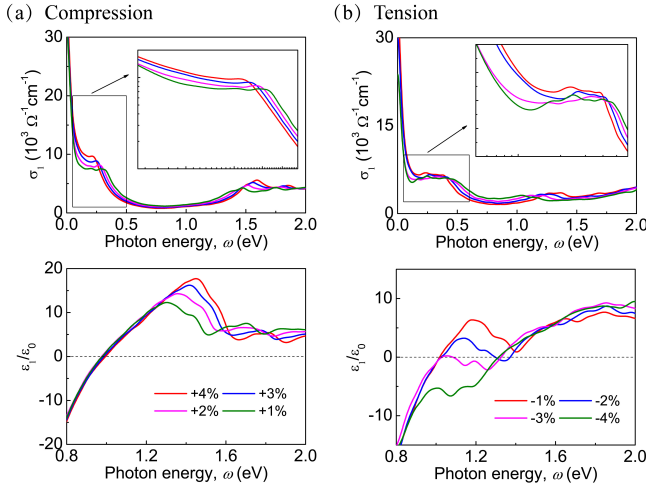 (a) Compression
30
20
10
0
σ₁ (10³ Ω⁻¹cm⁻¹)
0.0 0.5 1.0 1.5 2.0
Photon energy, ω (eV)
(b) Tension
30
15
0
σ₁ (10³ Ω⁻¹cm⁻¹)
0.0 0.5 1.0 1.5 2.0
Photon energy, ω (eV)
20
10
0
-10
-20
ε₁/ε₀
+4% +3%
+2% +1%
0.8 1.2 1.6 2.0
Photon energy, ω (eV)
10
0
-10
ε₁/ε₀
-1% -2%
-3% -4%
0.8 1.2 1.6 2.0
Photon energy, ω (eV)